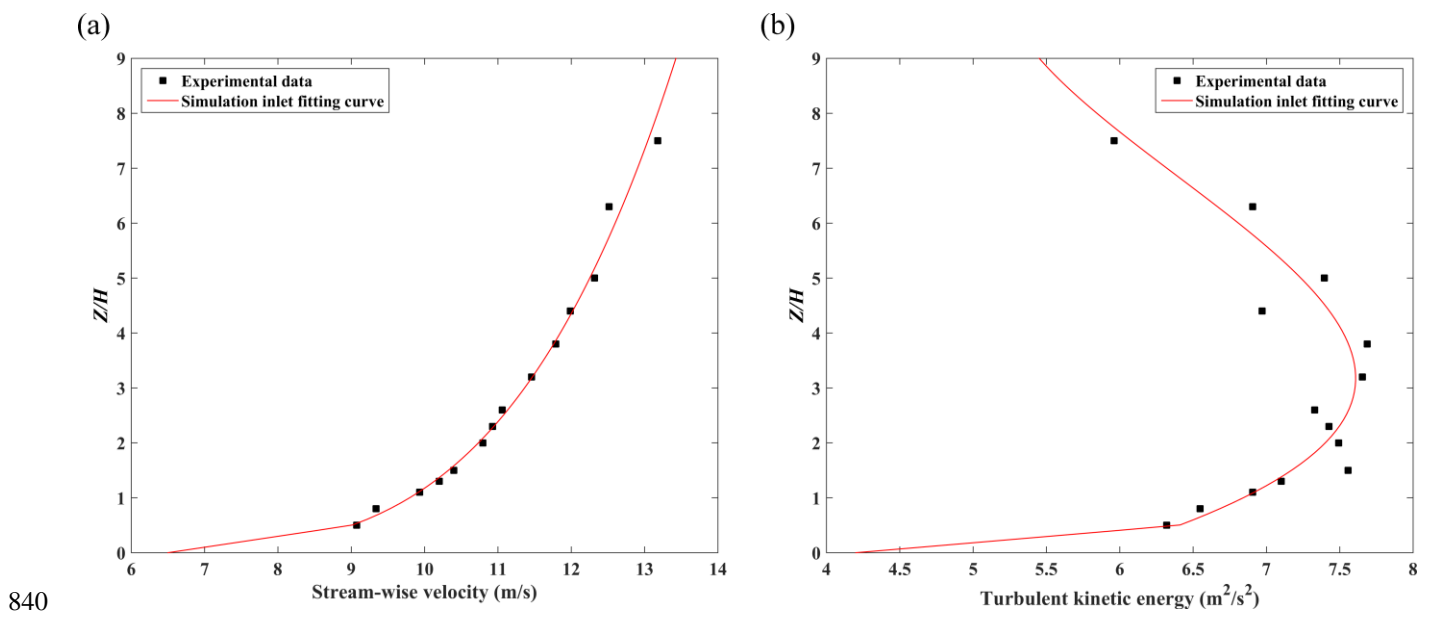 (a)
9
8
7
6
5
4
3
2
1
0
Z/H
Experimental data
Simulation inlet fitting curve
6 7 8 9 10 11 12 13 14
Stream-wise velocity (m/s)
(b)
9
8
7
6
5
4
3
2
1
0
Z/H
Experimental data
Simulation inlet fitting curve
4 4.5 5 5.5 6 6.5 7 7.5 8
Turbulent kinetic energy (m²/s²)
840